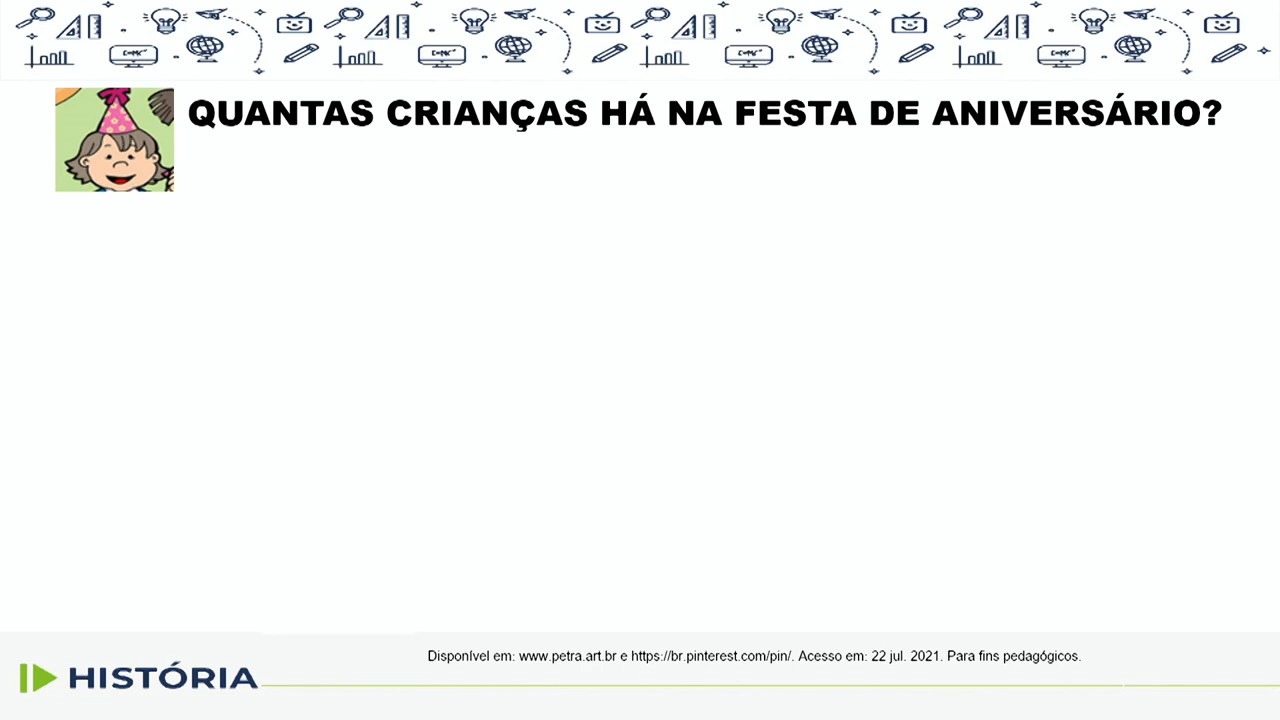 QUANTAS CRIANÇAS HÁ NA FESTA DE ANIVERSÁRIO?
Disponível em: www.petra.art.br e https://br.pinterest.com/pin/. Acesso em: 22 jul. 2021. Para fins pedagógicos.
HISTÓRIA